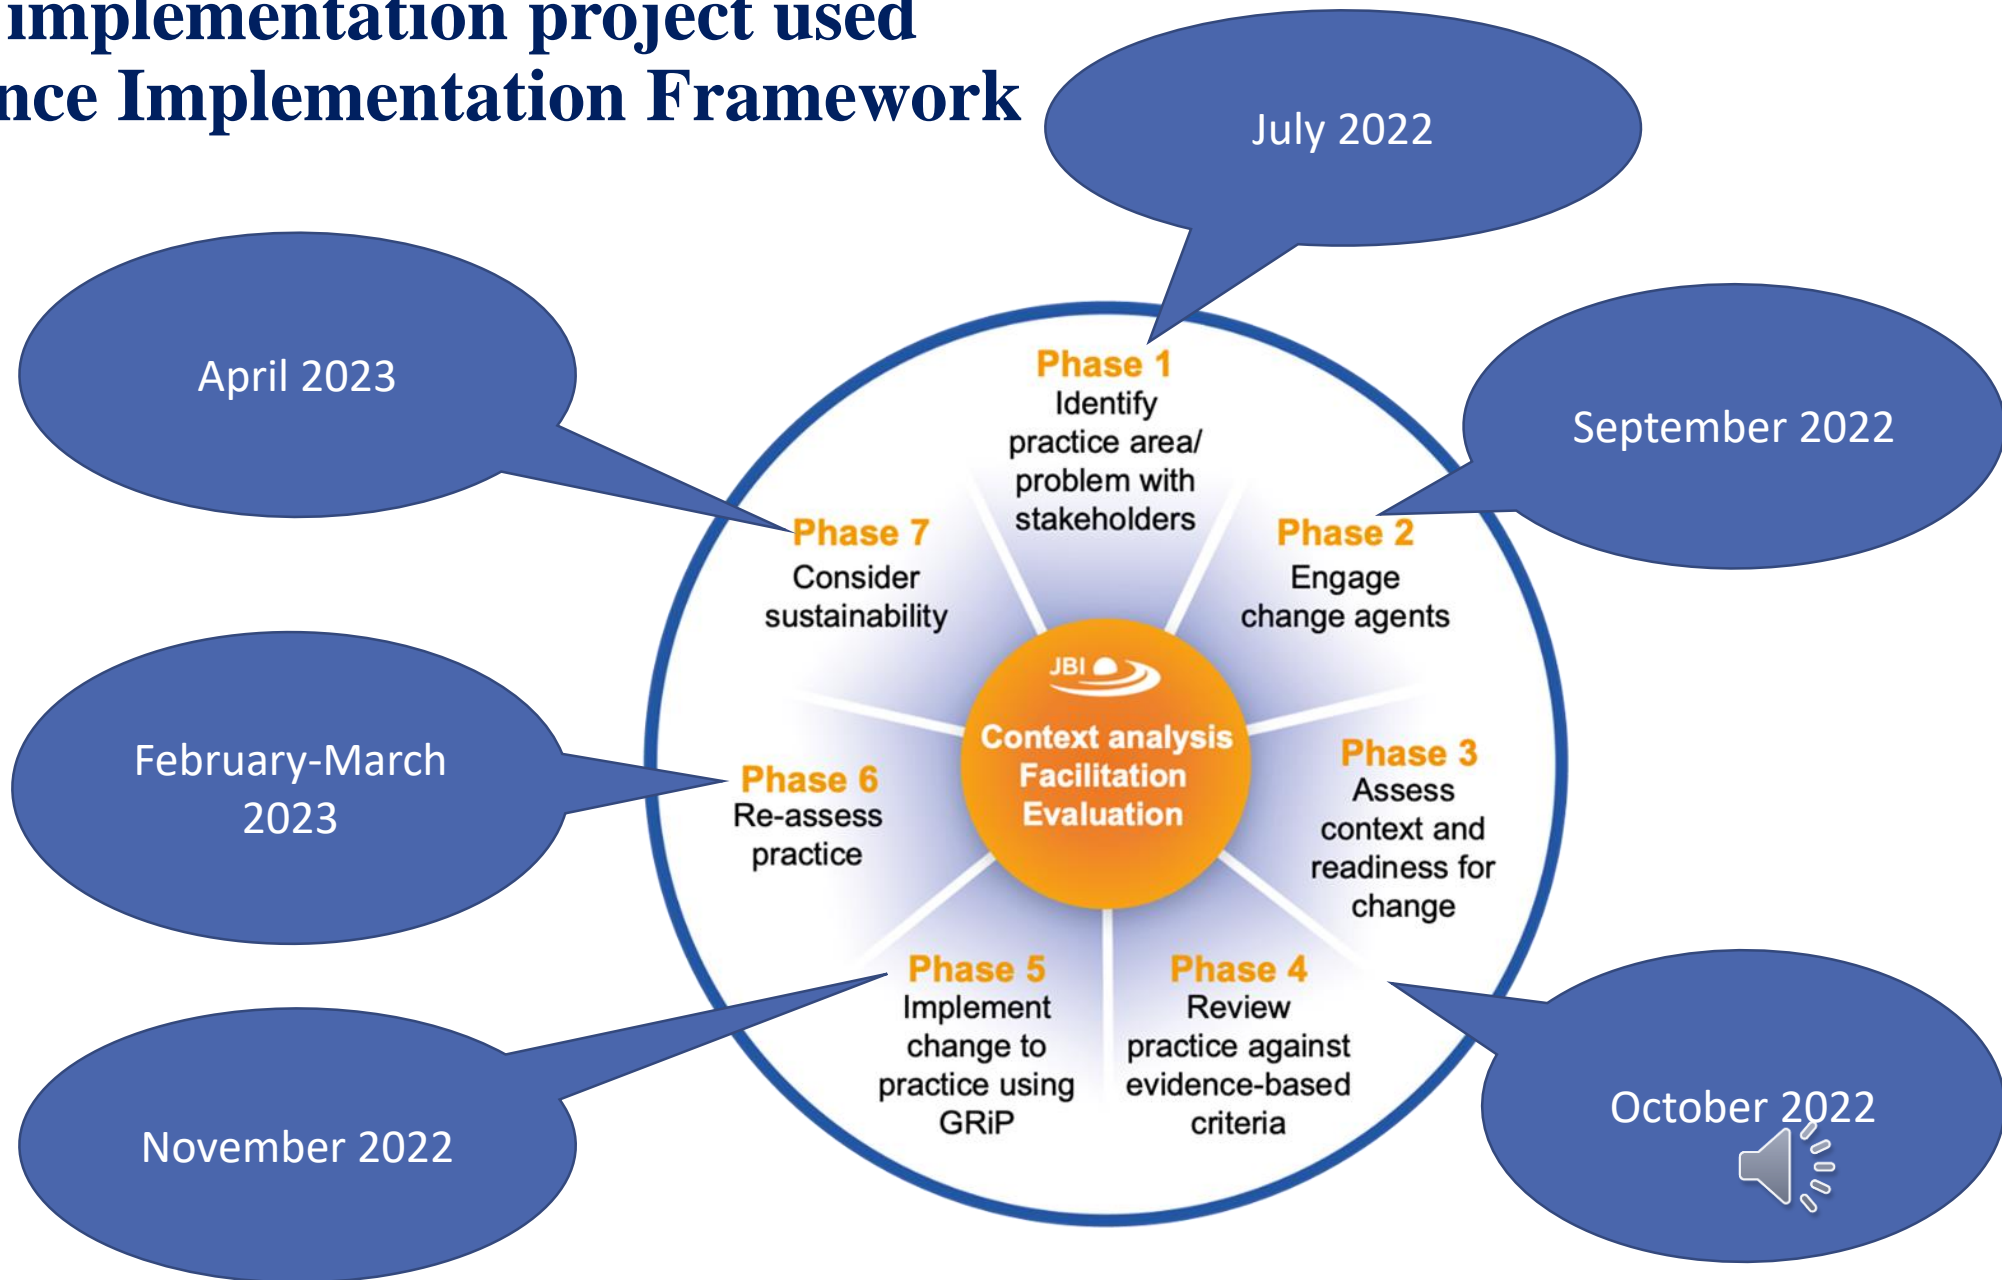 implementation project used
nce Implementation Framework
July 2022
April 2023
September 2022
Phase 1
Identify
practice area/
problem with
stakeholders
Phase 2
Engage
change agents
Phase 7
Consider
sustainability
JBI
Context analysis
Facilitation
Evaluation
Phase 3
Assess
context and
readiness for
change
February-March
2023
Phase 6
Re-assess
practice
Phase 5
Implement
change to
practice using
GRiP
Phase 4
Review
practice against
evidence-based
criteria
November 2022
October 2022